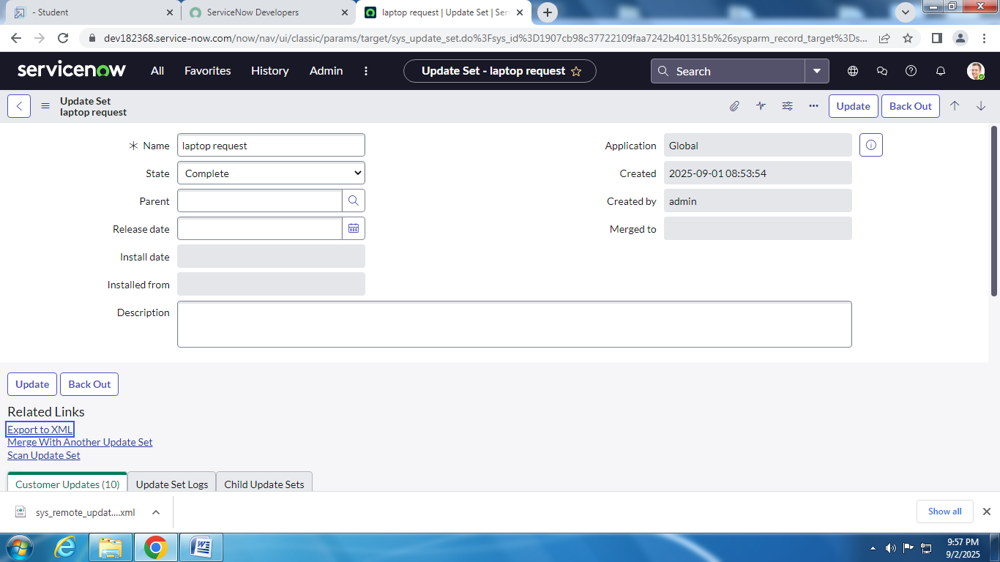 - Student
ServiceNow Developers
laptop request | Update Set | Ser
dev182368.service-now.com/now/nav/ui/classic/params/target/sys_update_set.do%3Fsys_id%3D1907cb98c37722109faa7242b401315b%26sysparm_record_target%3Ds...
servicenow All Favorites History Admin Update Set - laptop request Search
Update Set
laptop request
Update Back Out
Name laptop request
Application Global
State Complete
Created 2025-09-01 08:53:54
Parent
Created by admin
Release date
Merged to
Install date
Installed from
Description
Update Back Out
Related Links
Export to XML
Merge With Another Update Set
Scan Update Set
Customer Updates (10) Update Set Logs Child Update Sets
sys_remote_updat....xml Show all
9:57 PM
9/2/2025